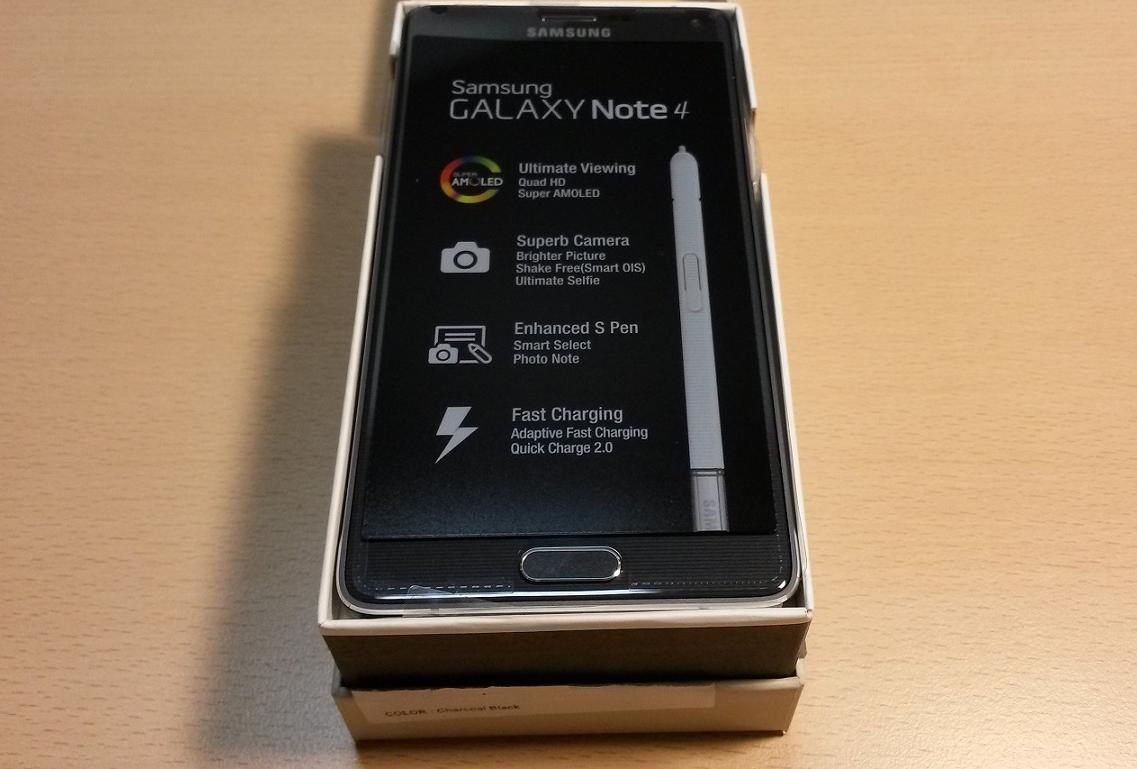 SAMSUNG
Samsung
GALAXY Note 4
SUPER
AMOLED
Ultimate Viewing
Quad HD
Super AMOLED
Superb Camera
Brighter Picture
Shake Free(Smart OIS)
Ultimate Selfie
Enhanced S Pen
Smart Select
Photo Note
Fast Charging
Adaptive Fast Charging
Quick Charge 2.0
SAM
COLOR : Charcoal Black